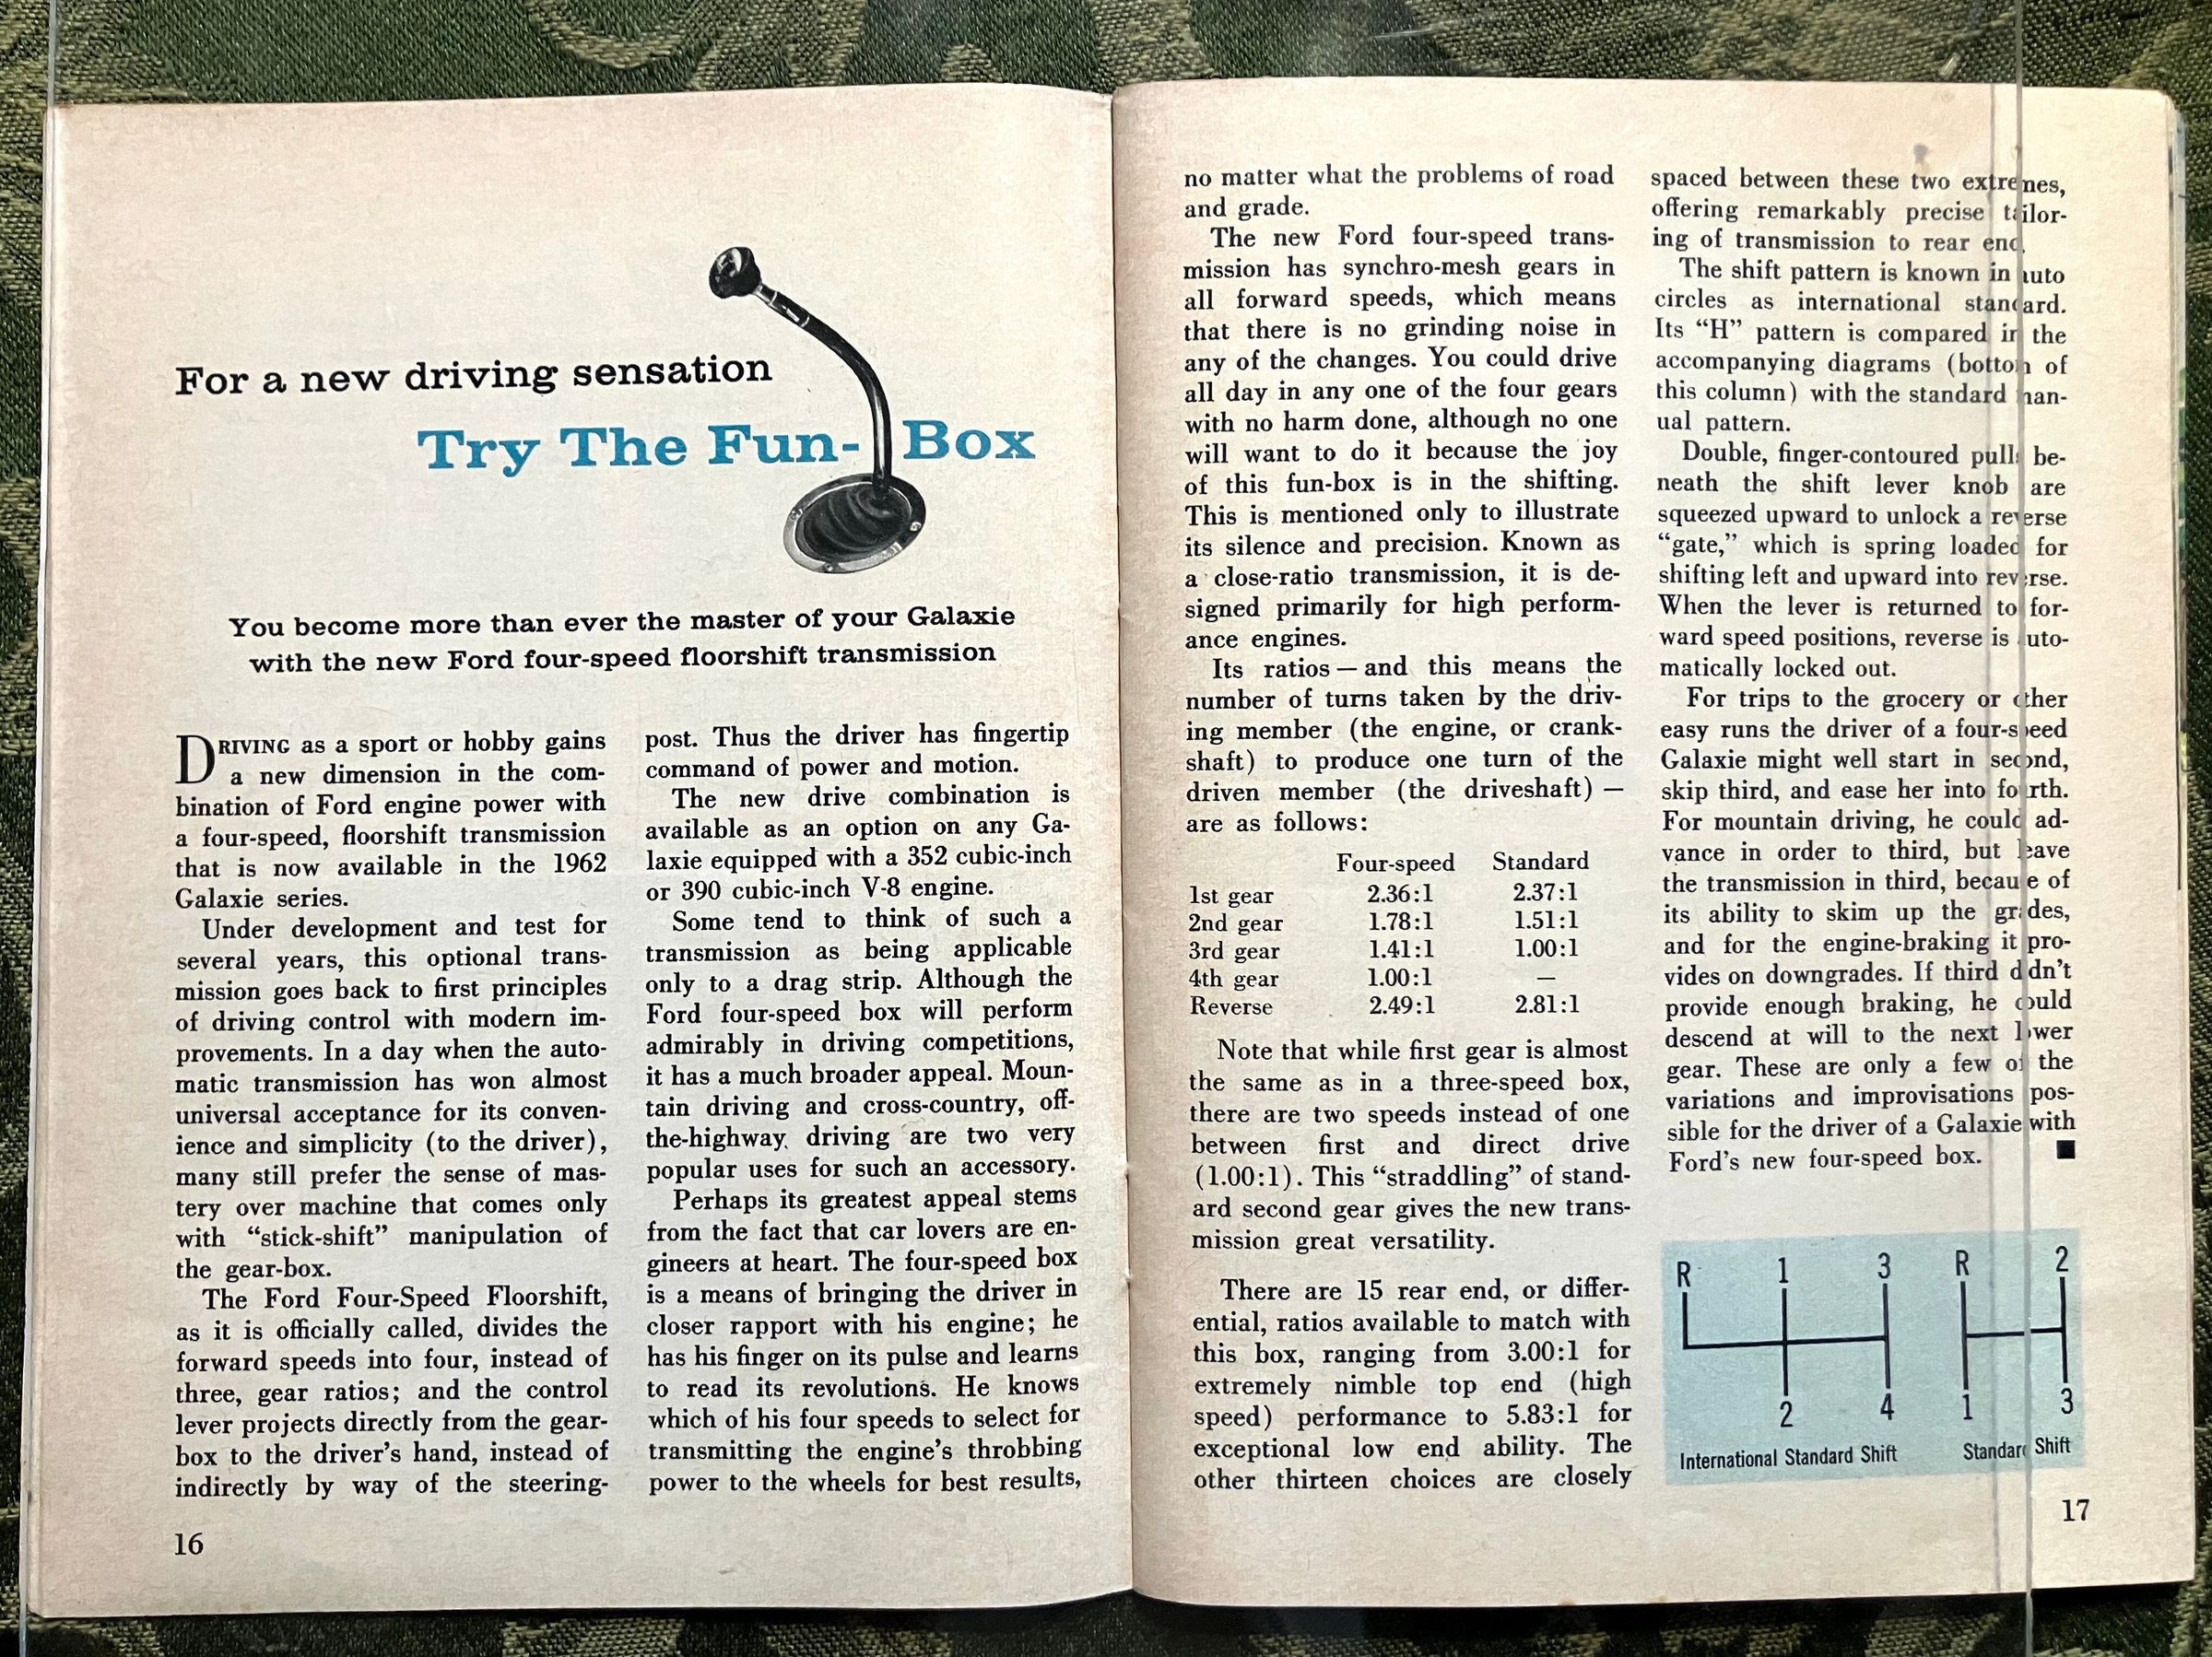 For a new driving sensation
Try The Fun-Box
You become more than ever the master of your Galaxie
with the new Ford four-speed floorshift transmission
DRIVING as a sport or hobby gains
a new dimension in the com-
bination of Ford engine power with
a four-speed, floorshift transmission
that is now available in the 1962
Galaxie series.
Under development and test for
several years, this optional trans-
mission goes back to first principles
of driving control with modern im-
provements. In a day when the auto-
matic transmission has won almost
universal acceptance for its conven-
ience and simplicity (to the driver),
many still prefer the sense of mas-
tery over machine that comes only
with “stick-shift” manipulation of
the gear-box.
The Ford Four-Speed Floorshift,
as it is officially called, divides the
forward speeds into four, instead of
three, gear ratios; and the control
lever projects directly from the gear-
box to the driver’s hand, instead of
indirectly by way of the steering-
16
post. Thus the driver has fingertip
command of power and motion.
The new drive combination is
available as an option on any Ga-
laxie equipped with a 352 cubic-inch
or 390 cubic-inch V-8 engine.
Some tend to think of such a
transmission as being applicable
only to a drag strip. Although the
Ford four-speed box will perform
admirably in driving competitions,
it has a much broader appeal. Moun-
tain driving and cross-country, off-
the-highway driving are two very
popular uses for such an accessory.
Perhaps its greatest appeal stems
from the fact that car lovers are en-
gineers at heart. The four-speed box
is a means of bringing the driver in
closer rapport with his engine; he
has his finger on its pulse and learns
to read its revolutions. He knows
which of his four speeds to select for
transmitting the engine’s throbbing
power to the wheels for best results,
no matter what the problems of road
and grade.
The new Ford four-speed trans-
mission has synchro-mesh gears in
all forward speeds, which means
that there is no grinding noise in
any of the changes. You could drive
all day in any one of the four gears
with no harm done, although no one
will want to do it because the joy
of this fun-box is in the shifting.
This is mentioned only to illustrate
its silence and precision. Known as
a close-ratio transmission, it is de-
signed primarily for high perform-
ance engines.
Its ratios — and this means the
number of turns taken by the driv-
ing member (the engine, or crank-
shaft) to produce one turn of the
driven member (the driveshaft) —
are as follows:
Four-speed Standard
1st gear 2.36:1 2.37:1
2nd gear 1.78:1 1.51:1
3rd gear 1.41:1 1.00:1
4th gear 1.00:1 —
Reverse 2.49:1 2.81:1
Note that while first gear is almost
the same as in a three-speed box,
there are two speeds instead of one
between first and direct drive
(1.00:1). This “straddling” of stand-
ard second gear gives the new trans-
mission great versatility.
There are 15 rear end, or differ-
ential, ratios available to match with
this box, ranging from 3.00:1 for
extremely nimble top end (high
speed) performance to 5.83:1 for
exceptional low end ability. The
other thirteen choices are closely
spaced between these two extremes,
offering remarkably precise tailor-
ing of transmission to rear end.
The shift pattern is known in auto
circles as international standard.
Its “H” pattern is compared in the
accompanying diagrams (bottom of
this column) with the standard man-
ual pattern.
Double, finger-contoured pulls be-
neath the shift lever knob are
squeezed upward to unlock a reverse
“gate,” which is spring loaded for
shifting left and upward into reverse.
When the lever is returned to for-
ward speed positions, reverse is auto-
matically locked out.
For trips to the grocery or other
easy runs the driver of a four-speed
Galaxie might well start in second,
skip third, and ease her into fourth.
For mountain driving, he could ad-
vance in order to third, but leave
the transmission in third, because of
its ability to skim up the grades,
and for the engine-braking it pro-
vides on downgrades. If third didn’t
provide enough braking, he could
descend at will to the next lower
gear. These are only a few of the
variations and improvisations pos-
sible for the driver of a Galaxie with
Ford’s new four-speed box.
R 1 3
2 4
International Standard Shift
R 2
1 3
Standard Shift
17